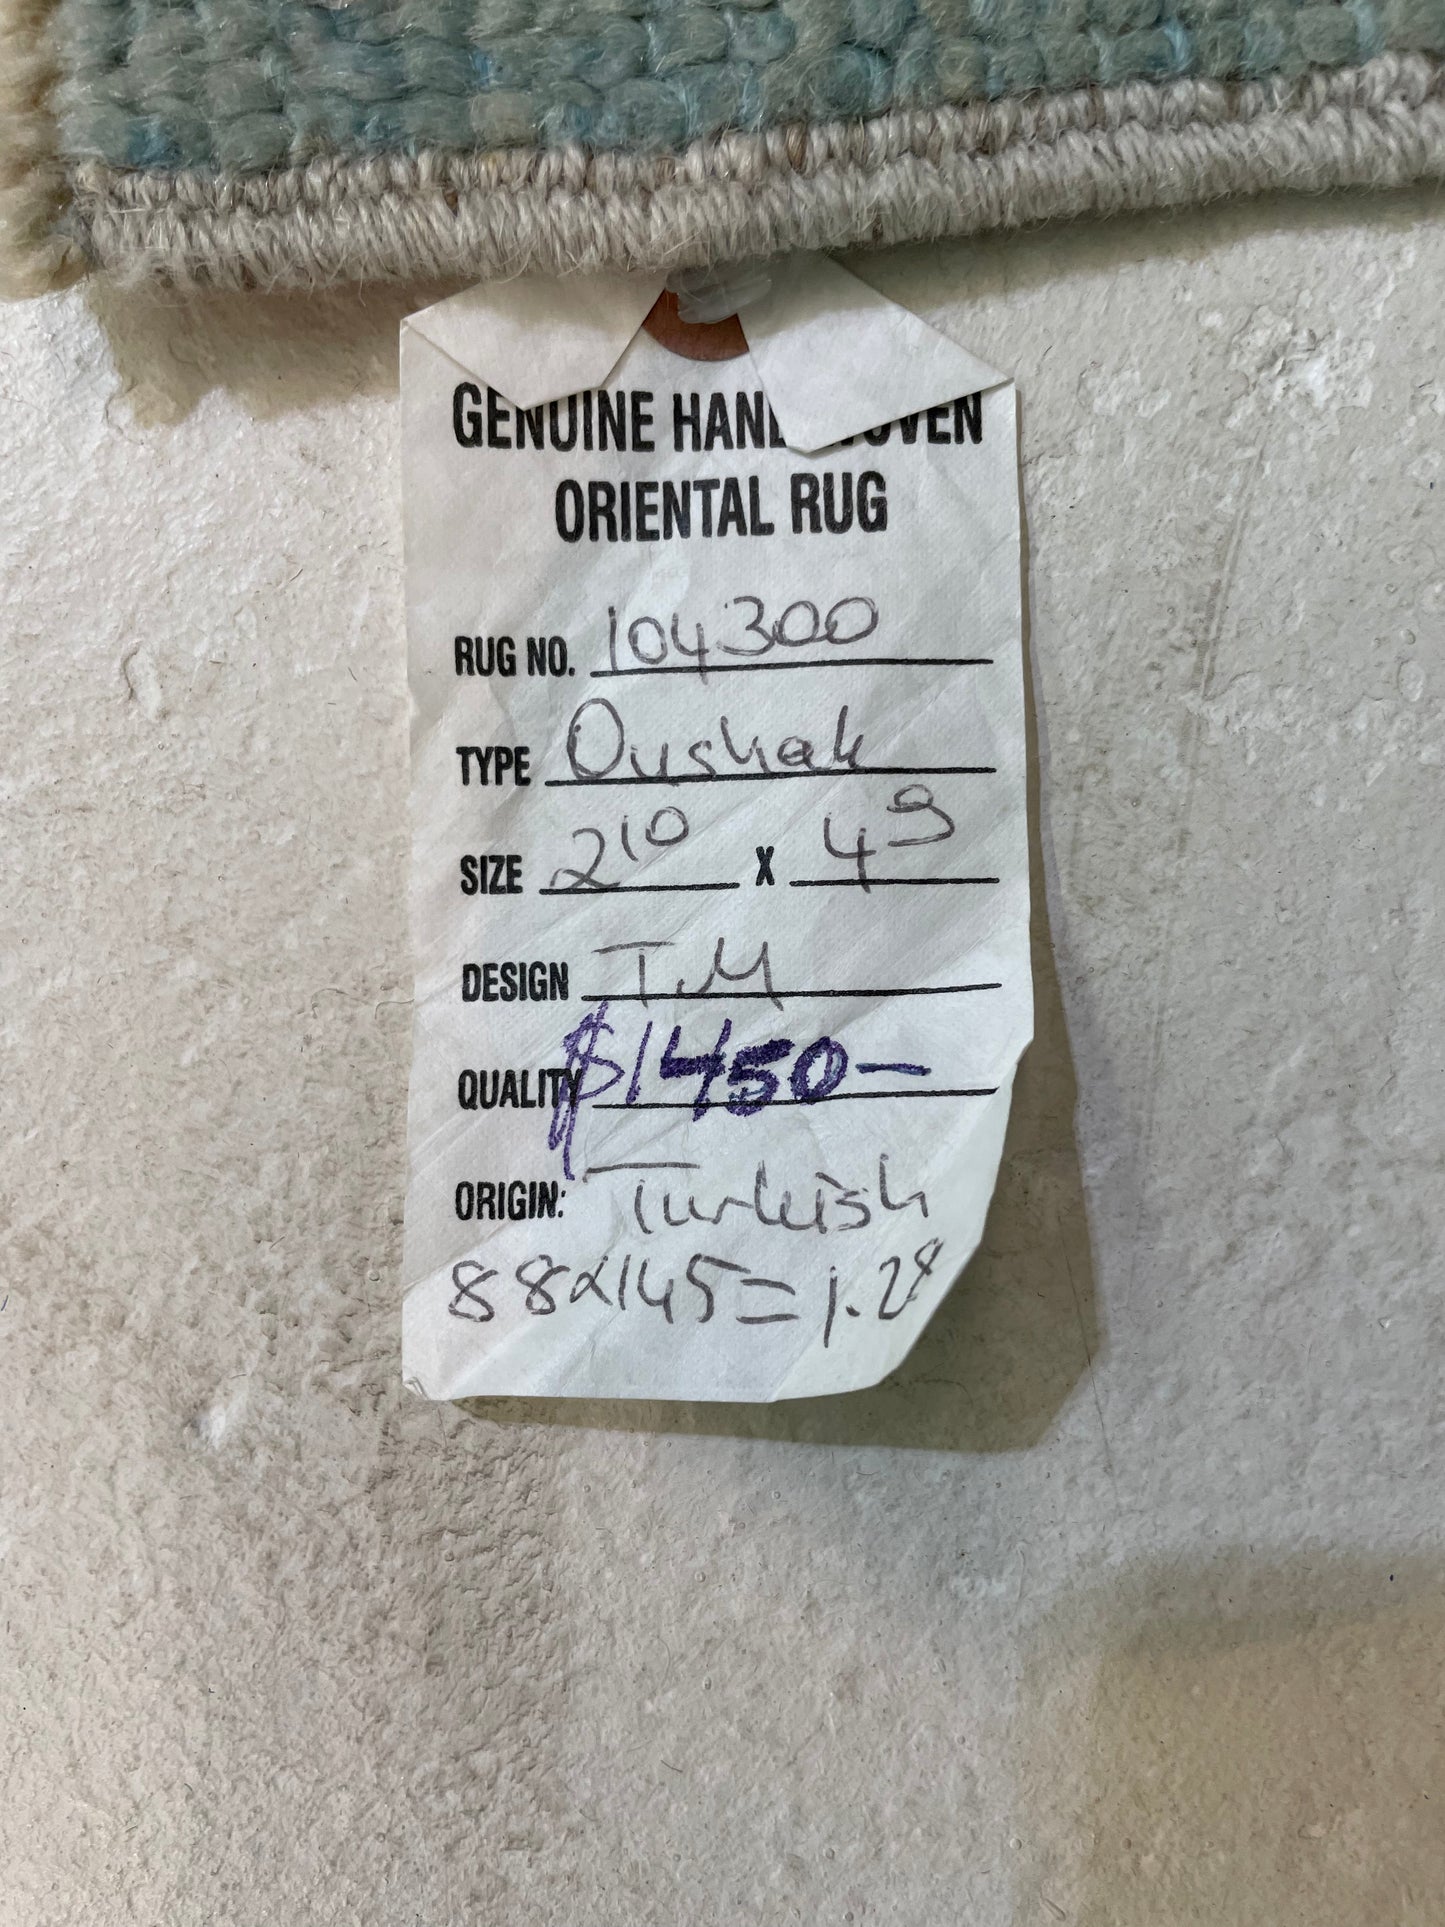 GENUINE HAND WOVEN
ORIENTAL RUG
RUG NO. 104300
TYPE Oushak
SIZE 2¹⁰ X 4⁹
DESIGN T.M
QUALITY $1450-
ORIGIN: Turkish
88x145=1.28